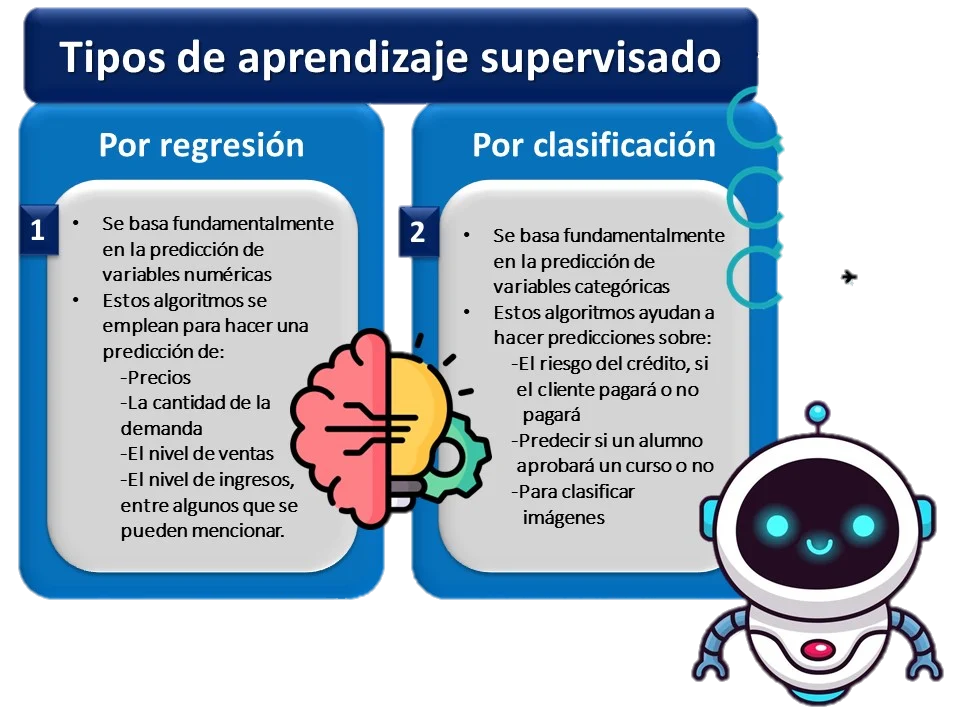 Tipos de aprendizaje supervisado
Por regresión
1
• Se basa fundamentalmente
en la predicción de
variables numéricas
• Estos algoritmos se
emplean para hacer una
predicción de:
-Precios
-La cantidad de la
demanda
-El nivel de ventas
-El nivel de ingresos,
entre algunos que se
pueden mencionar.
Por clasificación
2
• Se basa fundamentalmente
en la predicción de
variables categóricas
• Estos algoritmos ayudan a
hacer predicciones sobre:
-El riesgo del crédito, si
el cliente pagará o no
pagará
-Predecir si un alumno
aprobará un curso o no
-Para clasificar
imágenes